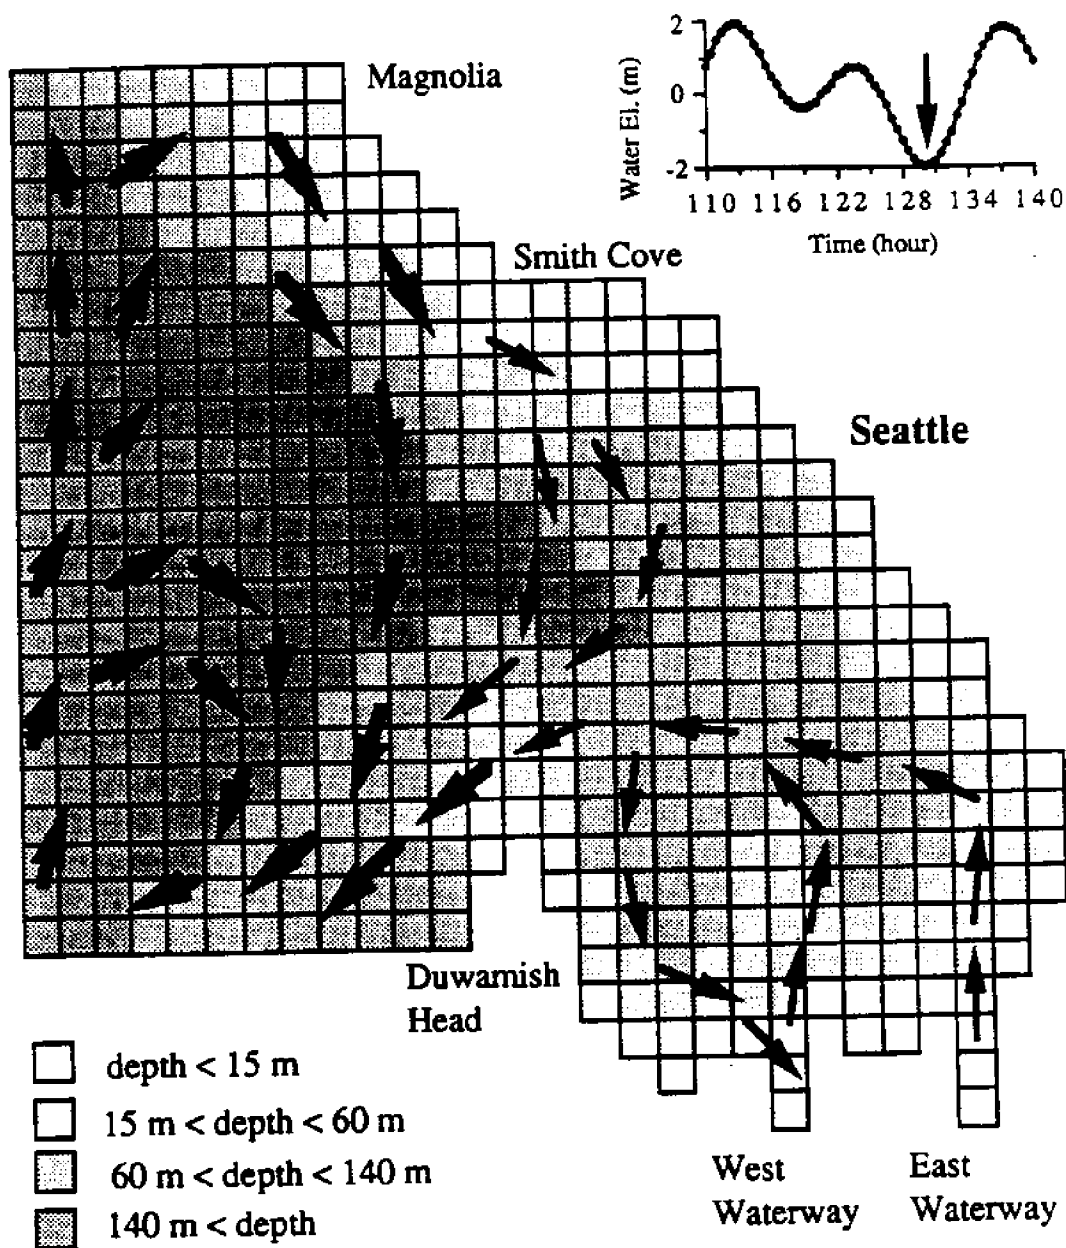 Magnolia
2
0
-2
Water El. (m)
110 116 122 128 134 140
Time (hour)
Smith Cove
Seattle
Duwamish
Head
depth < 15 m
15 m < depth < 60 m
60 m < depth < 140 m
140 m < depth
West
Waterway
East
Waterway